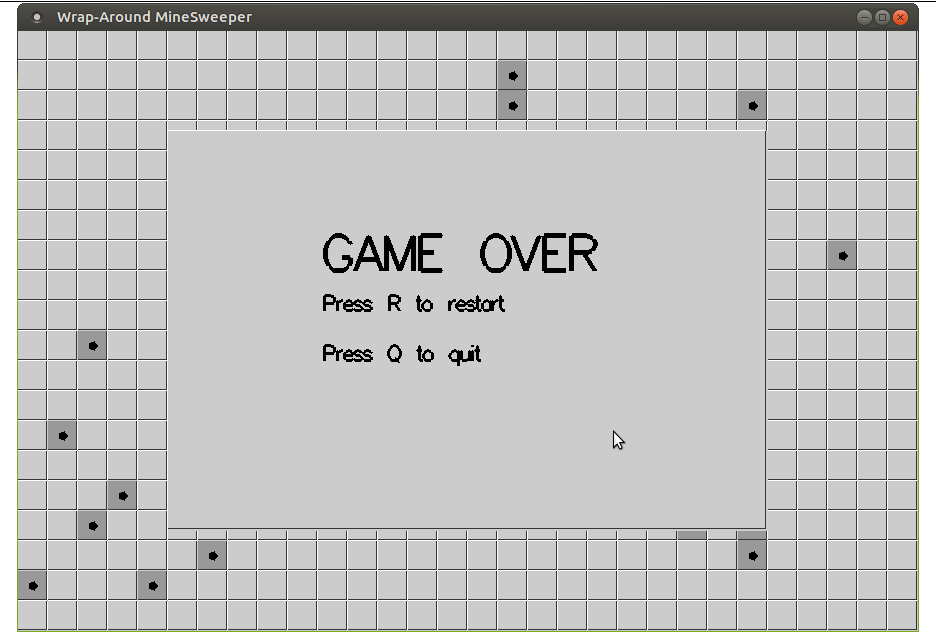 Wrap-Around MineSweeper
GAME OVER
Press R to restart
Press Q to quit